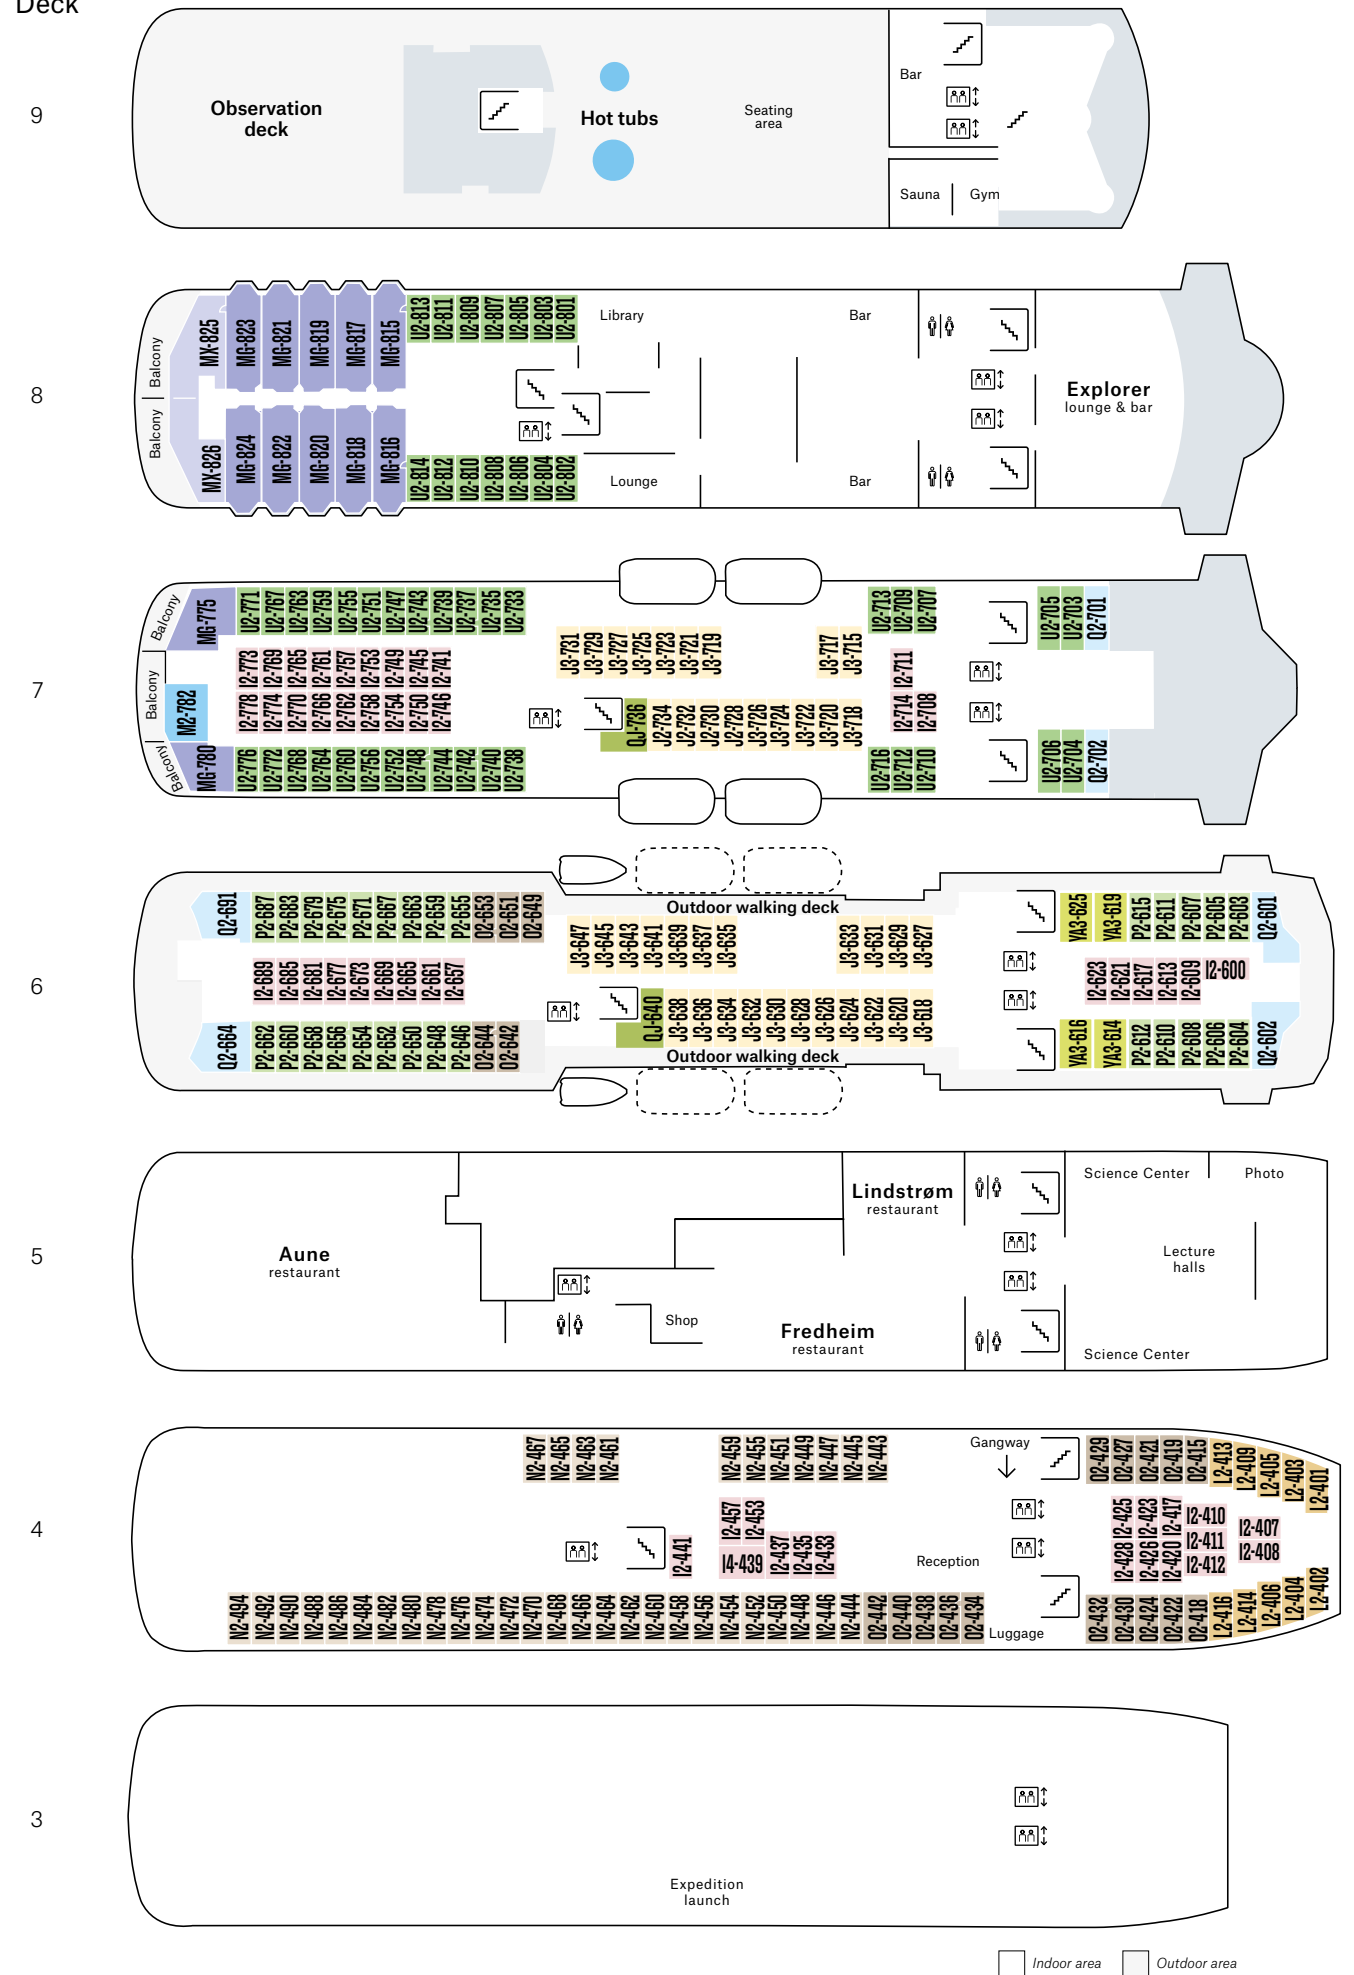 Deck
9
Observation
deck
Hot tubs
Seating
area
Bar
Sauna
Gym
8
Balcony
Balcony
MX-825
MG-823
MG-821
MG-819
MG-817
MG-815
U2-813
U2-811
U2-809
U2-807
U2-805
U2-803
U2-801
Library
Bar
Explorer
lounge & bar
MX-826
MG-824
MG-822
MG-820
MG-818
MG-816
U2-814
U2-812
U2-810
U2-808
U2-806
U2-804
U2-802
Lounge
Bar
7
Balcony
Balcony
Balcony
MG-775
U2-771
U2-767
U2-763
U2-759
U2-755
U2-751
U2-747
U2-743
U2-739
U2-737
U2-735
U2-733
U2-713
U2-709
U2-707
U2-705
U2-703
Q2-701
J3-731
J3-729
J3-727
J3-725
J3-723
J3-721
J3-719
J3-717
J3-715
I2-773
I2-769
I2-765
I2-761
I2-757
I2-753
I2-749
I2-745
I2-741
I2-711
M2-782
I2-778
I2-774
I2-770
I2-766
I2-762
I2-758
I2-754
I2-750
I2-746
QJ-736
J2-734
J2-732
J2-730
J2-728
J3-726
J3-724
J3-722
J3-720
J3-718
I2-714
I2-708
MG-780
U2-776
U2-772
U2-768
U2-764
U2-760
U2-756
U2-752
U2-748
U2-744
U2-742
U2-740
U2-738
U2-716
U2-712
U2-710
U2-706
U2-704
Q2-702
6
Outdoor walking deck
Q2-691
P2-687
P2-683
P2-679
P2-675
P2-671
P2-667
P2-663
P2-659
P2-655
O2-653
O2-651
O2-649
J3-647
J3-645
J3-643
J3-641
J3-639
J3-637
J3-635
J3-633
J3-631
J3-629
J3-627
YA3-625
YA3-619
P2-615
P2-611
P2-607
P2-605
P2-603
Q2-601
I2-689
I2-685
I2-681
I2-677
I2-673
I2-669
I2-665
I2-661
I2-657
I2-623
I2-621
I2-617
I2-613
I2-609
I2-600
Q2-664
P2-662
P2-660
P2-658
P2-656
P2-654
P2-652
P2-650
P2-648
P2-646
O2-644
O2-642
QJ-640
J3-638
J3-636
J3-634
J3-632
J3-630
J3-628
J3-626
J3-624
J3-622
J3-620
J3-618
YA3-616
YA3-614
P2-612
P2-610
P2-608
P2-606
P2-604
Q2-602
Outdoor walking deck
5
Aune
restaurant
Lindstrøm
restaurant
Shop
Fredheim
restaurant
Science Center
Photo
Lecture
halls
Science Center
4
N2-467
N2-465
N2-463
N2-461
N2-459
N2-455
N2-451
N2-449
N2-447
N2-445
N2-443
Gangway
O2-429
O2-427
O2-421
O2-419
O2-415
L2-413
L2-409
L2-405
L2-403
L2-401
I2-457
I2-453
I2-441
I4-439
I2-437
I2-435
I2-433
Reception
I2-425
I2-423
I2-417
I2-428
I2-426
I2-420
I2-410
I2-411
I2-412
I2-407
I2-408
N2-494
N2-492
N2-490
N2-488
N2-486
N2-484
N2-482
N2-480
N2-478
N2-476
N2-474
N2-472
N2-470
N2-468
N2-466
N2-464
N2-462
N2-460
N2-458
N2-456
N2-454
N2-452
N2-450
N2-448
N2-446
N2-444
O2-442
O2-440
O2-438
O2-436
O2-434
Luggage
O2-432
O2-430
O2-424
O2-422
O2-418
L2-416
L2-414
L2-406
L2-404
L2-402
3
Expedition
launch
Indoor area
Outdoor area